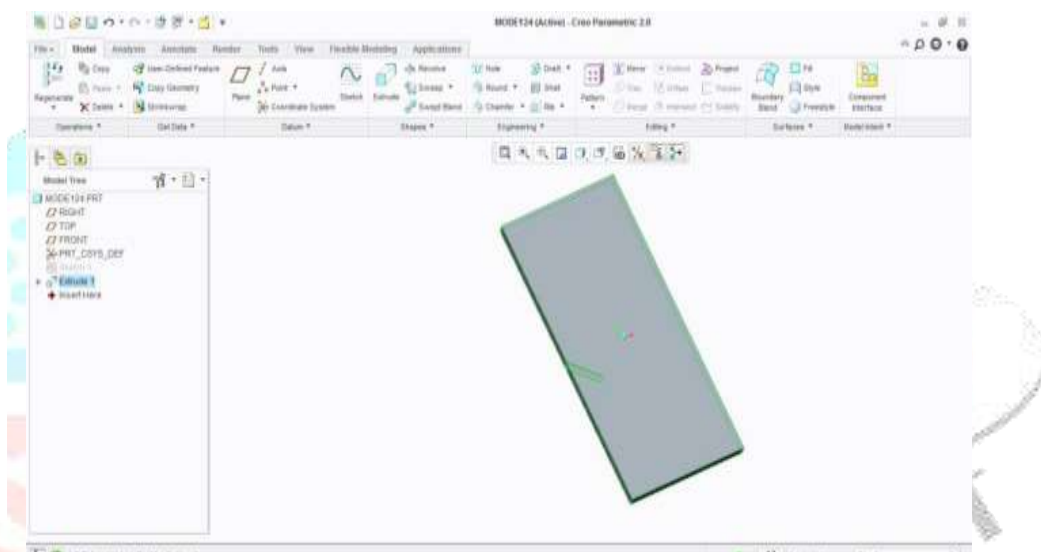 MODE124 (Active) - Creo Parametric 2.0
File Model Analysis Annotate Render Tools View Flexible Modeling Applications
Regenerate
Copy
Paste
Delete
User-Defined Feature
Copy Geometry
Shrinkwrap
Plane
Axis
Point
Coordinate System
Sketch
Extrude
Revolve
Sweep
Swept Blend
Hole
Round
Chamfer
Draft
Shell
Rib
Pattern
Mirror
Extend
Project
Trim
Offset
Thicken
Merge
Intersect
Solidify
Boundary Blend
Fill
Style
Freestyle
Component Interface
Operations Get Data Datum Shapes Engineering Editing Surfaces Model Intent
Model Tree
MODE124.PRT
RIGHT
TOP
FRONT
PRT_CSYS_DEF
Sketch 1
Extrude 1
Insert Here